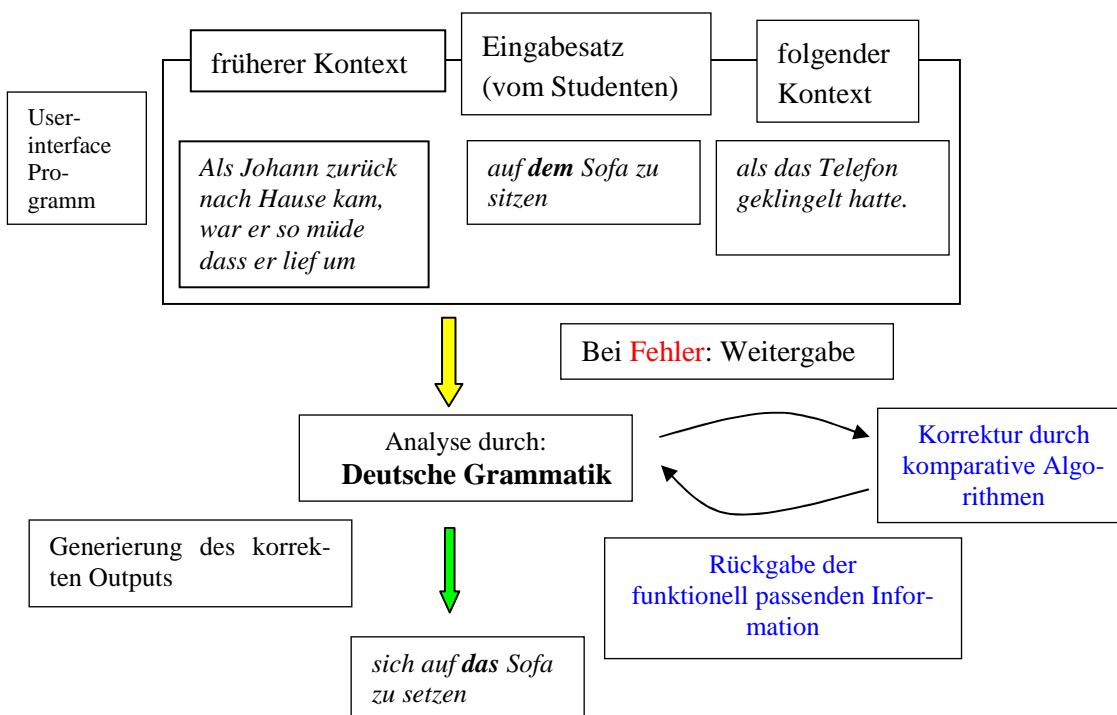 früherer Kontext
Eingabesatz
(vom Studenten)
folgender
Kontext
User-
interface
Pro-
gramm
Als Johann zurück
nach Hause kam,
war er so müde
dass er lief um
auf dem Sofa zu
sitzen
als das Telefon
geklingelt hatte.
Bei Fehler: Weitergabe
Analyse durch:
Deutsche Grammatik
Korrektur durch
komparative Algo-
rithmen
Generierung des korrek-
ten Outputs
Rückgabe der
funktionell passenden Infor-
mation
sich auf das Sofa
zu setzen